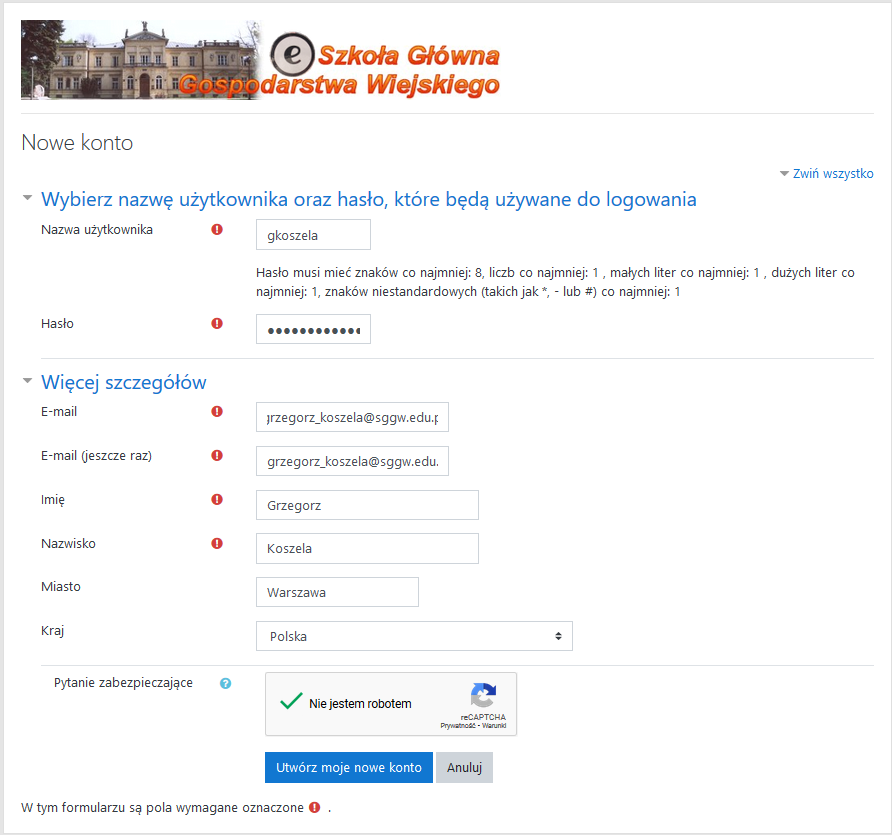 e Szkoła Główna
Gospodarstwa Wiejskiego
Nowe konto
Zwiń wszystko
Wybierz nazwę użytkownika oraz hasło, które będą używane do logowania
Nazwa użytkownika gkoszela
Hasło musi mieć znaków co najmniej: 8, liczb co najmniej: 1 , małych liter co najmniej: 1 , dużych liter co
najmniej: 1, znaków niestandardowych (takich jak *, - lub #) co najmniej: 1
Hasło ••••••••••••
Więcej szczegółów
E-mail grzegorz_koszela@sggw.edu.p
E-mail (jeszcze raz) grzegorz_koszela@sggw.edu.
Imię Grzegorz
Nazwisko Koszela
Miasto Warszawa
Kraj Polska
Pytanie zabezpieczające ? Nie jestem robotem
reCAPTCHA
Prywatność - Warunki
Utwórz moje nowe konto Anuluj
W tym formularzu są pola wymagane oznaczone .